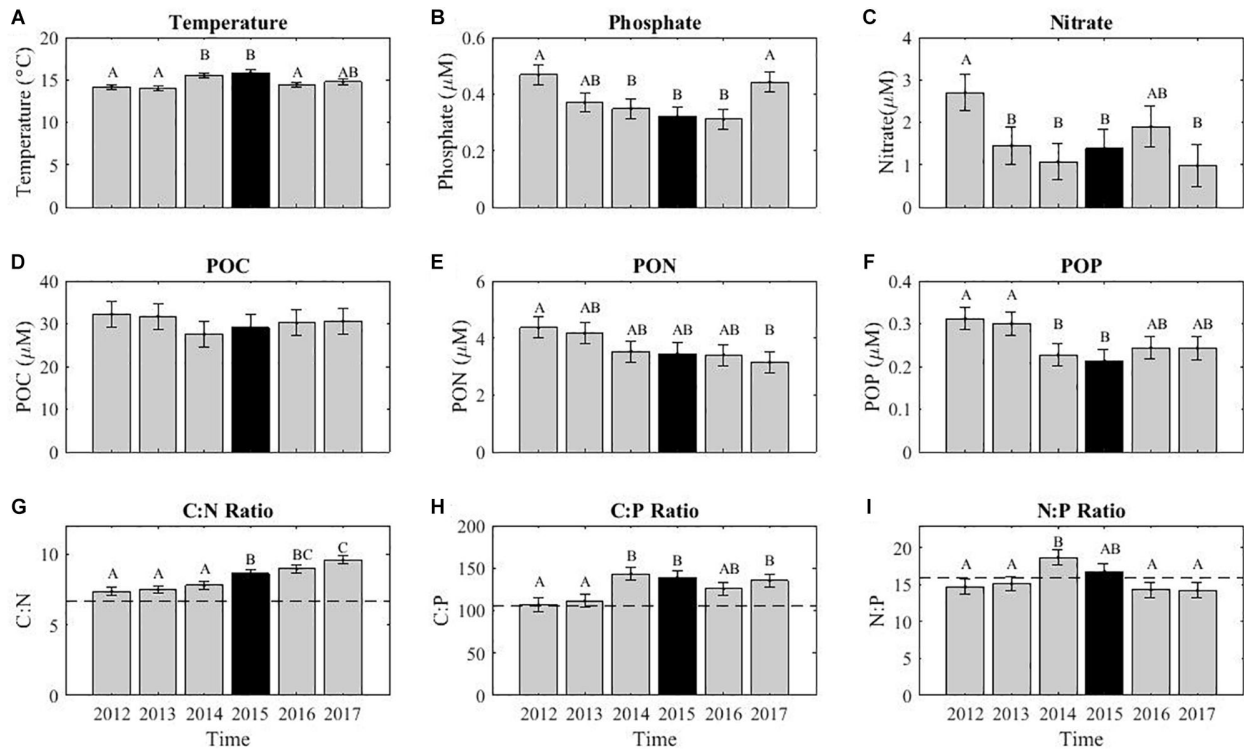 A
Temperature
Temperature (°C)
20
15
10
5
0
A
A
B
B
A
AB
B
Phosphate
Phosphate (μM)
0.6
0.4
0.2
0
A
AB
B
B
B
A
C
Nitrate
Nitrate(μM)
4
3
2
1
0
A
B
B
B
AB
B
D
POC
POC (μM)
40
30
20
10
0
E
PON
PON (μM)
6
4
2
0
A
AB
AB
AB
AB
B
F
POP
POP (μM)
0.4
0.3
0.2
0.1
0
A
A
B
B
AB
AB
G
C:N Ratio
C:N
10
5
0
A
A
A
B
BC
C
2012 2013 2014 2015 2016 2017
Time
H
C:P Ratio
C:P
200
150
100
50
0
A
A
B
B
AB
B
2012 2013 2014 2015 2016 2017
Time
I
N:P Ratio
N:P
20
15
10
5
0
A
A
B
AB
A
A
2012 2013 2014 2015 2016 2017
Time